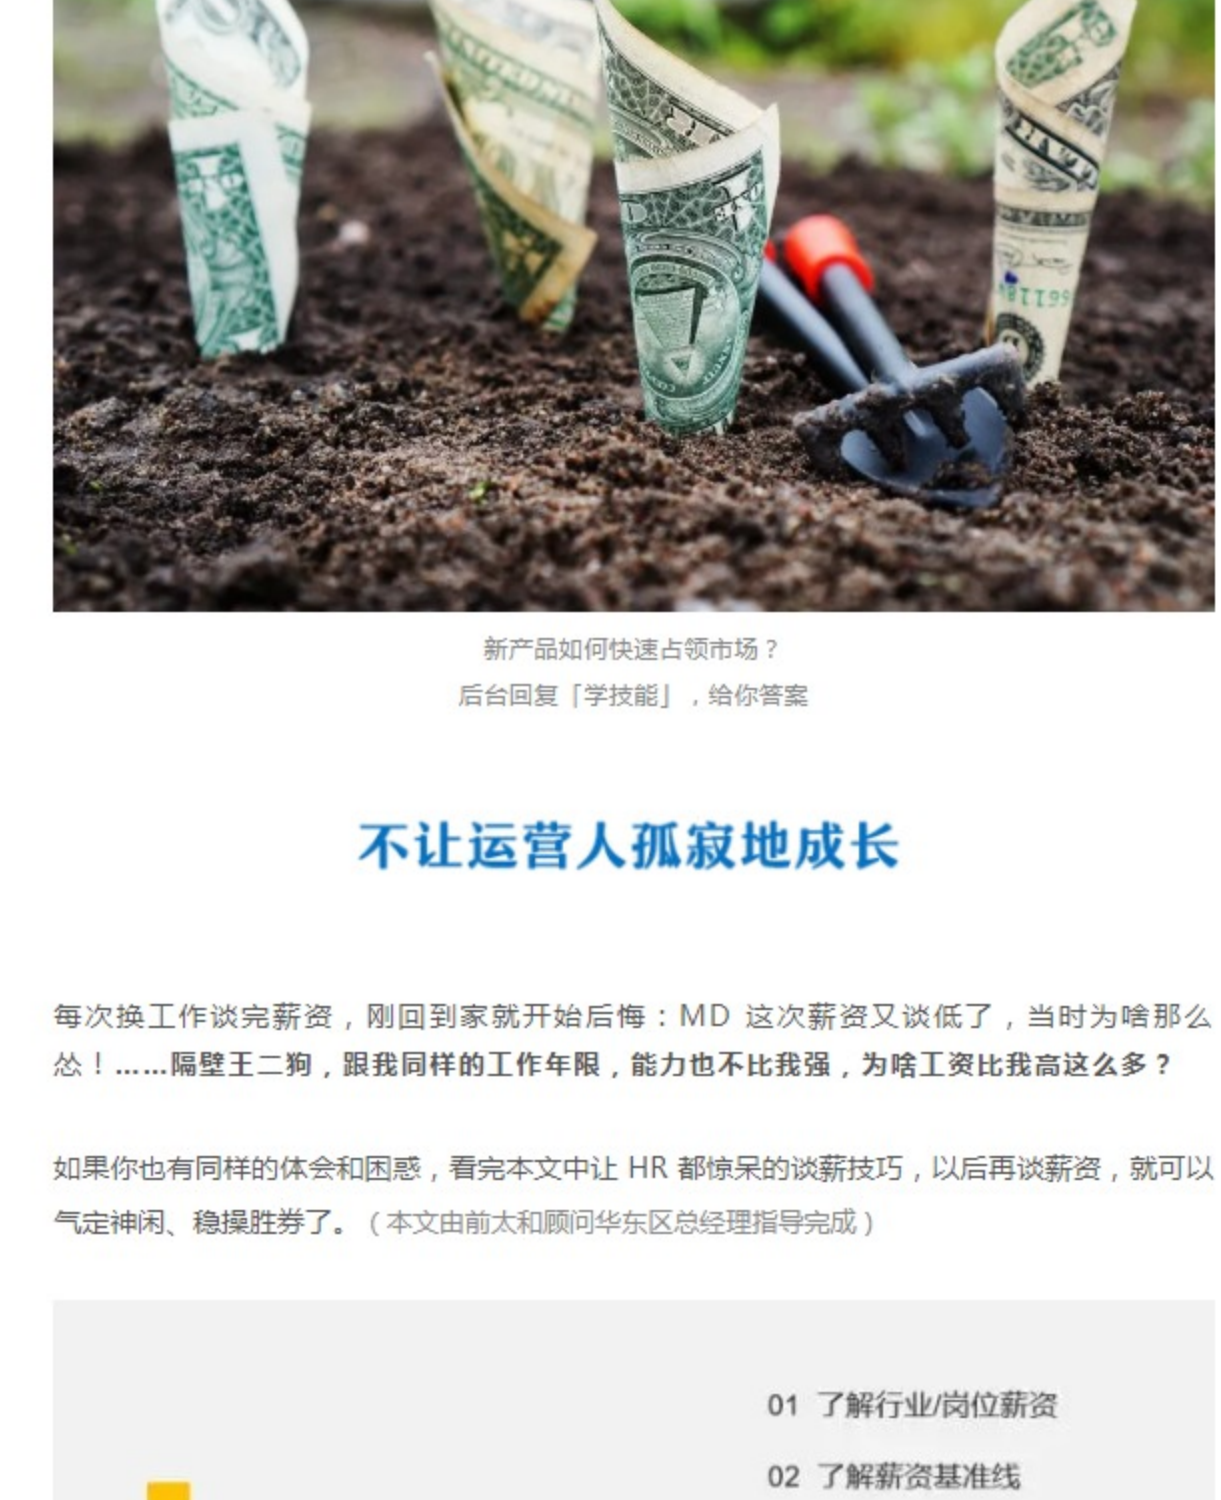 新产品如何快速占领市场？
后台回复「学技能」，给你答案
不让运营人孤寂地成长
每次换工作谈完薪资，刚回到家就开始后悔：MD 这次薪资又谈低了，当时为啥那么
怂！……隔壁王二狗，跟我同样的工作年限，能力也不比我强，为啥工资比我高这么多？
如果你也有同样的体会和困惑，看完本文中让 HR 都惊呆的谈薪技巧，以后再谈薪资，就可以
气定神闲、稳操胜券了。（本文由前太和顾问华东区总经理指导完成）
01 了解行业/岗位薪资
02 了解薪资基准线